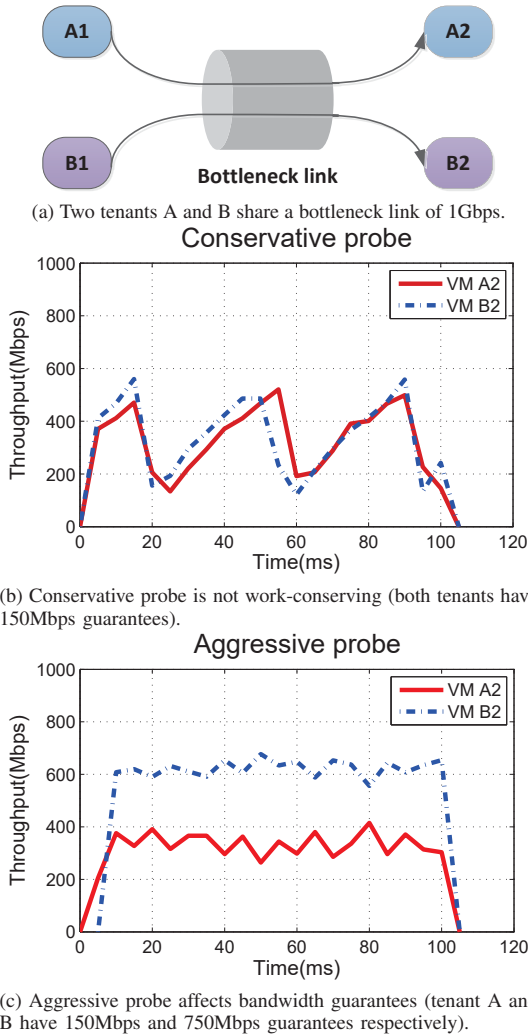 A1
A2
B1
B2
Bottleneck link
(a) Two tenants A and B share a bottleneck link of 1Gbps.
Conservative probe
1000
800
600
400
200
0
Throughput(Mbps)
VM A2
VM B2
0
20
40
60
80
100
120
Time(ms)
(b) Conservative probe is not work-conserving (both tenants hav
150Mbps guarantees).
Aggressive probe
1000
800
600
400
200
0
Throughput(Mbps)
VM A2
VM B2
0
20
40
60
80
100
120
Time(ms)
(c) Aggressive probe affects bandwidth guarantees (tenant A an
B have 150Mbps and 750Mbps guarantees respectively).